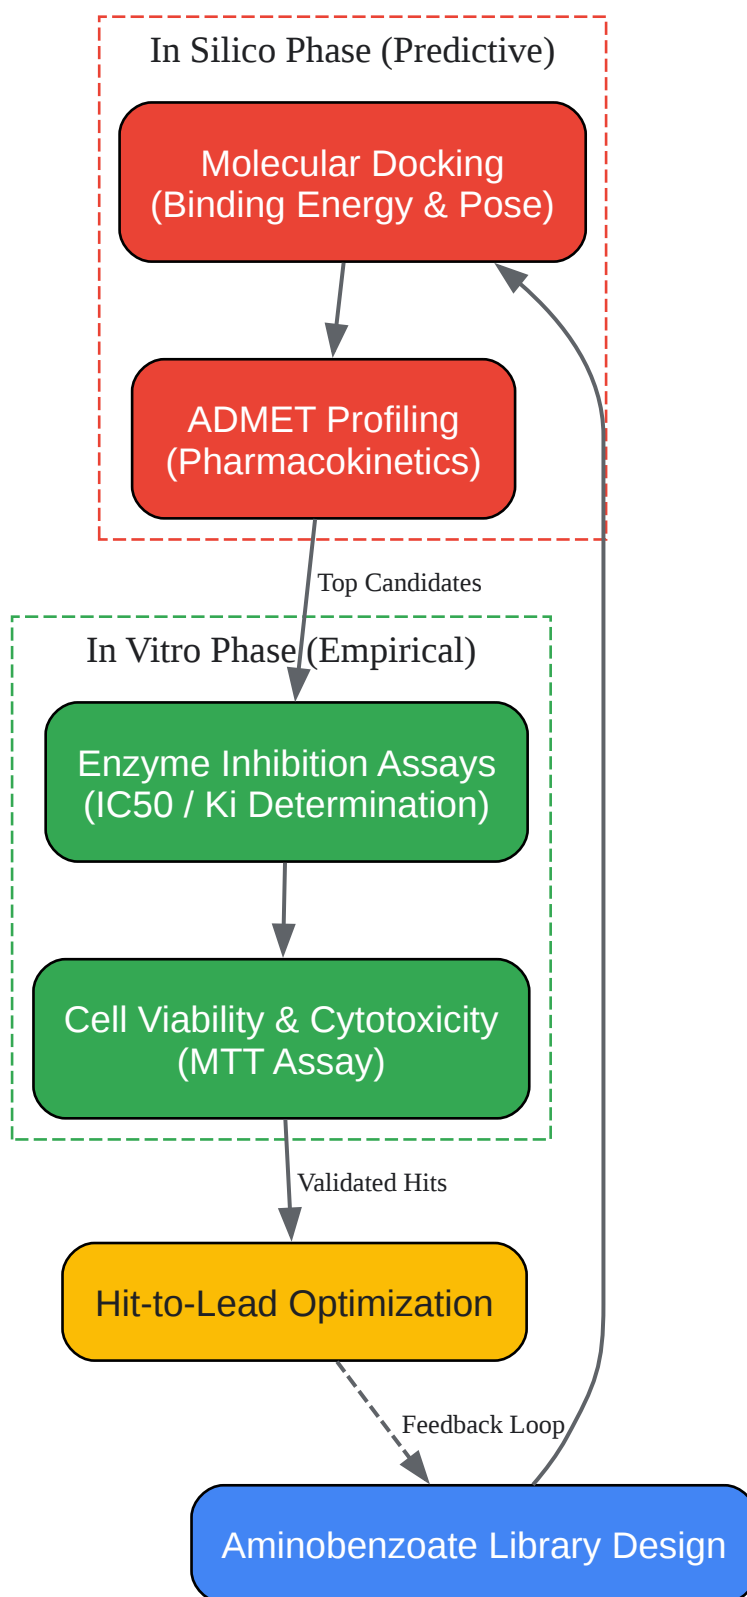 In Silico Phase (Predictive)
Molecular Docking
(Binding Energy & Pose)
ADMET Profiling
(Pharmacokinetics)
Top Candidates
In Vitro Phase (Empirical)
Enzyme Inhibition Assays
(IC50 / Ki Determination)
Cell Viability & Cytotoxicity
(MTT Assay)
Validated Hits
Hit-to-Lead Optimization
Feedback Loop
Aminobenzoate Library Design